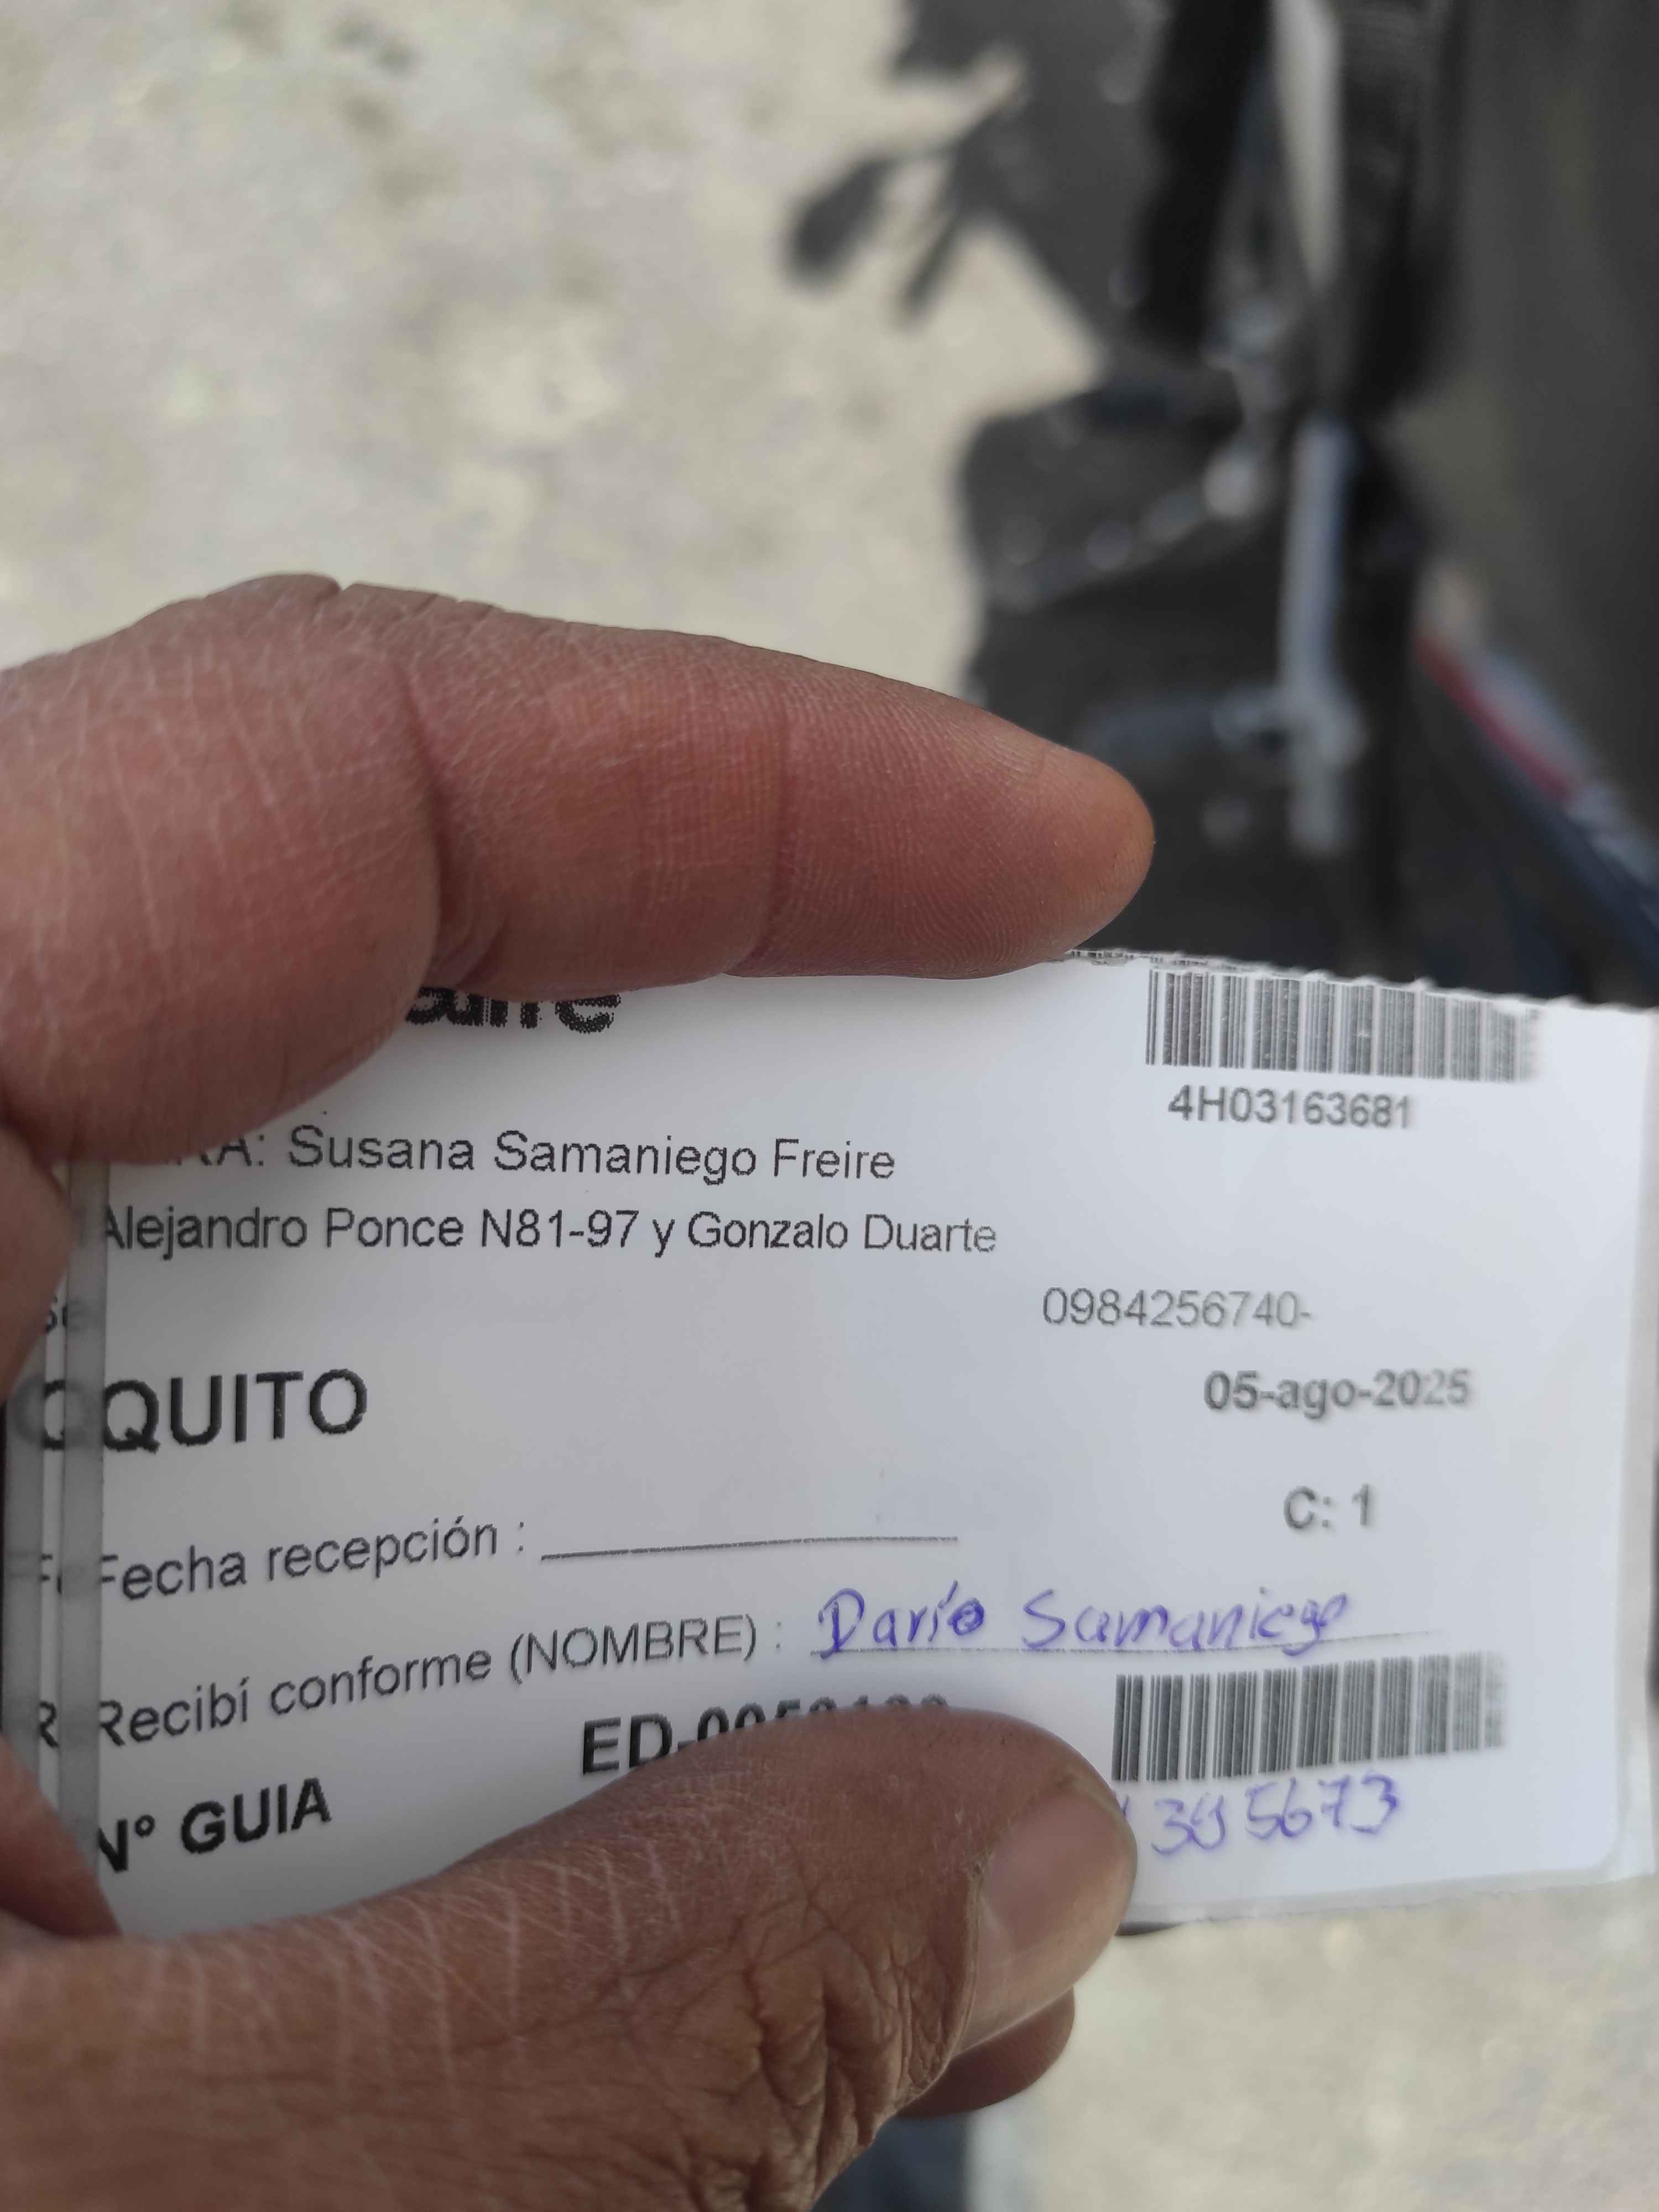 4H03163681
Susana Samaniego Freire
Alejandro Ponce N81-97 y Gonzalo Duarte
0984256740-
QUITO
05-ago-2025
C: 1
Fecha recepción :
Recibí conforme (NOMBRE) : Darío Samaniego
N° GUIA